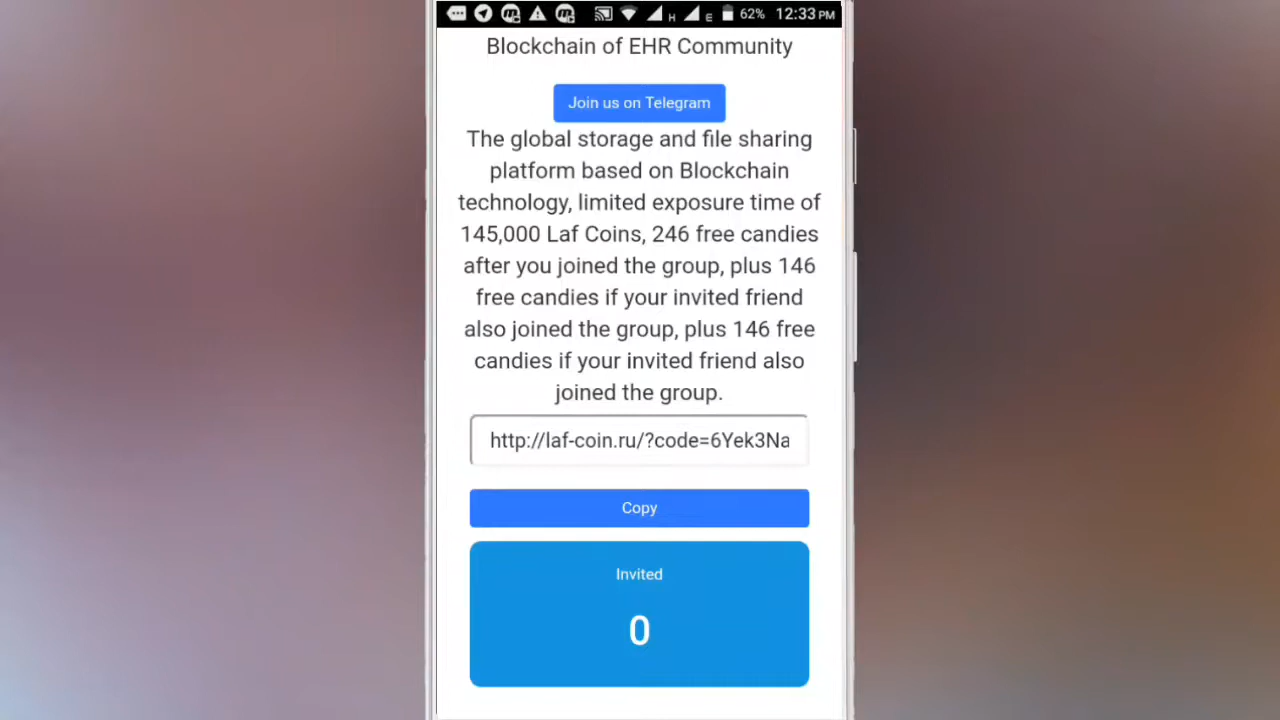 H E 62% 12:33 PM
Blockchain of EHR Community
Join us on Telegram
The global storage and file sharing
platform based on Blockchain
technology, limited exposure time of
145,000 Laf Coins, 246 free candies
after you joined the group, plus 146
free candies if your invited friend
also joined the group, plus 146 free
candies if your invited friend also
joined the group.
http://laf-coin.ru/?code=6Yek3Na
Copy
Invited
0